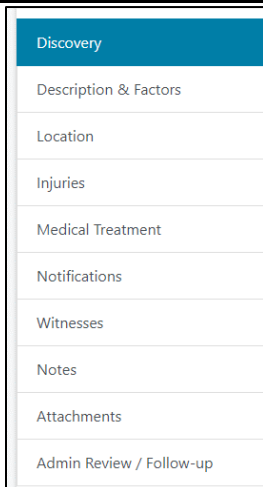 Discovery
Description & Factors
Location
Injuries
Medical Treatment
Notifications
Witnesses
Notes
Attachments
Admin Review / Follow-up